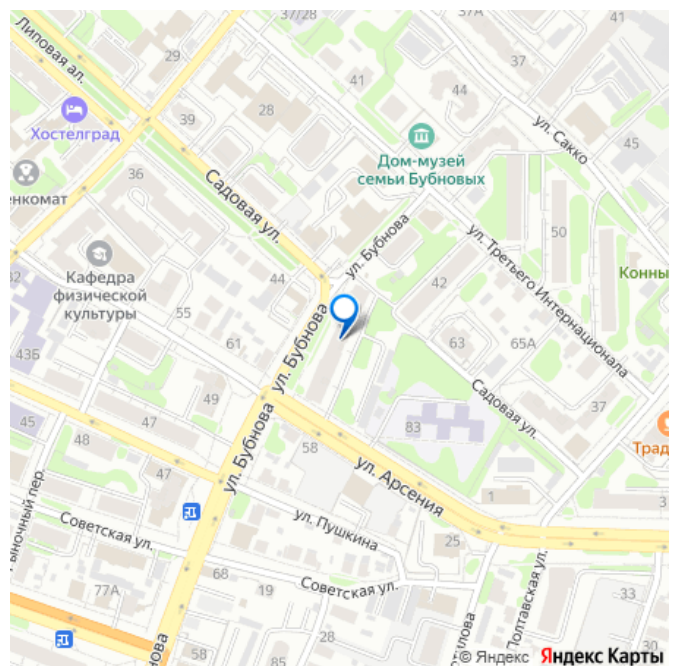 37/28
41
Липовая ал.
29
37
44
41
28
39
ул. Сакко
45
Хостелград
Дом-музей
семьи Бубновых
енкомат
36
Садовая ул.
ул. Бубнова
ул. Третьего Интернационала
50
Кафедра
физической
культуры
32
44
42
Конны
55
61
ул. Бубнова
63
65А
43Б
49
Садовая ул.
37
45
48
47
83
Трад
58
ул. Бубнова
ул. Арсения
47
1
3
ул. Пушкина
Советская ул.
25
68
77А
19
Советская ул.
Полтавская ул.
33
28
58
85
© Яндекс
Яндекс Карты